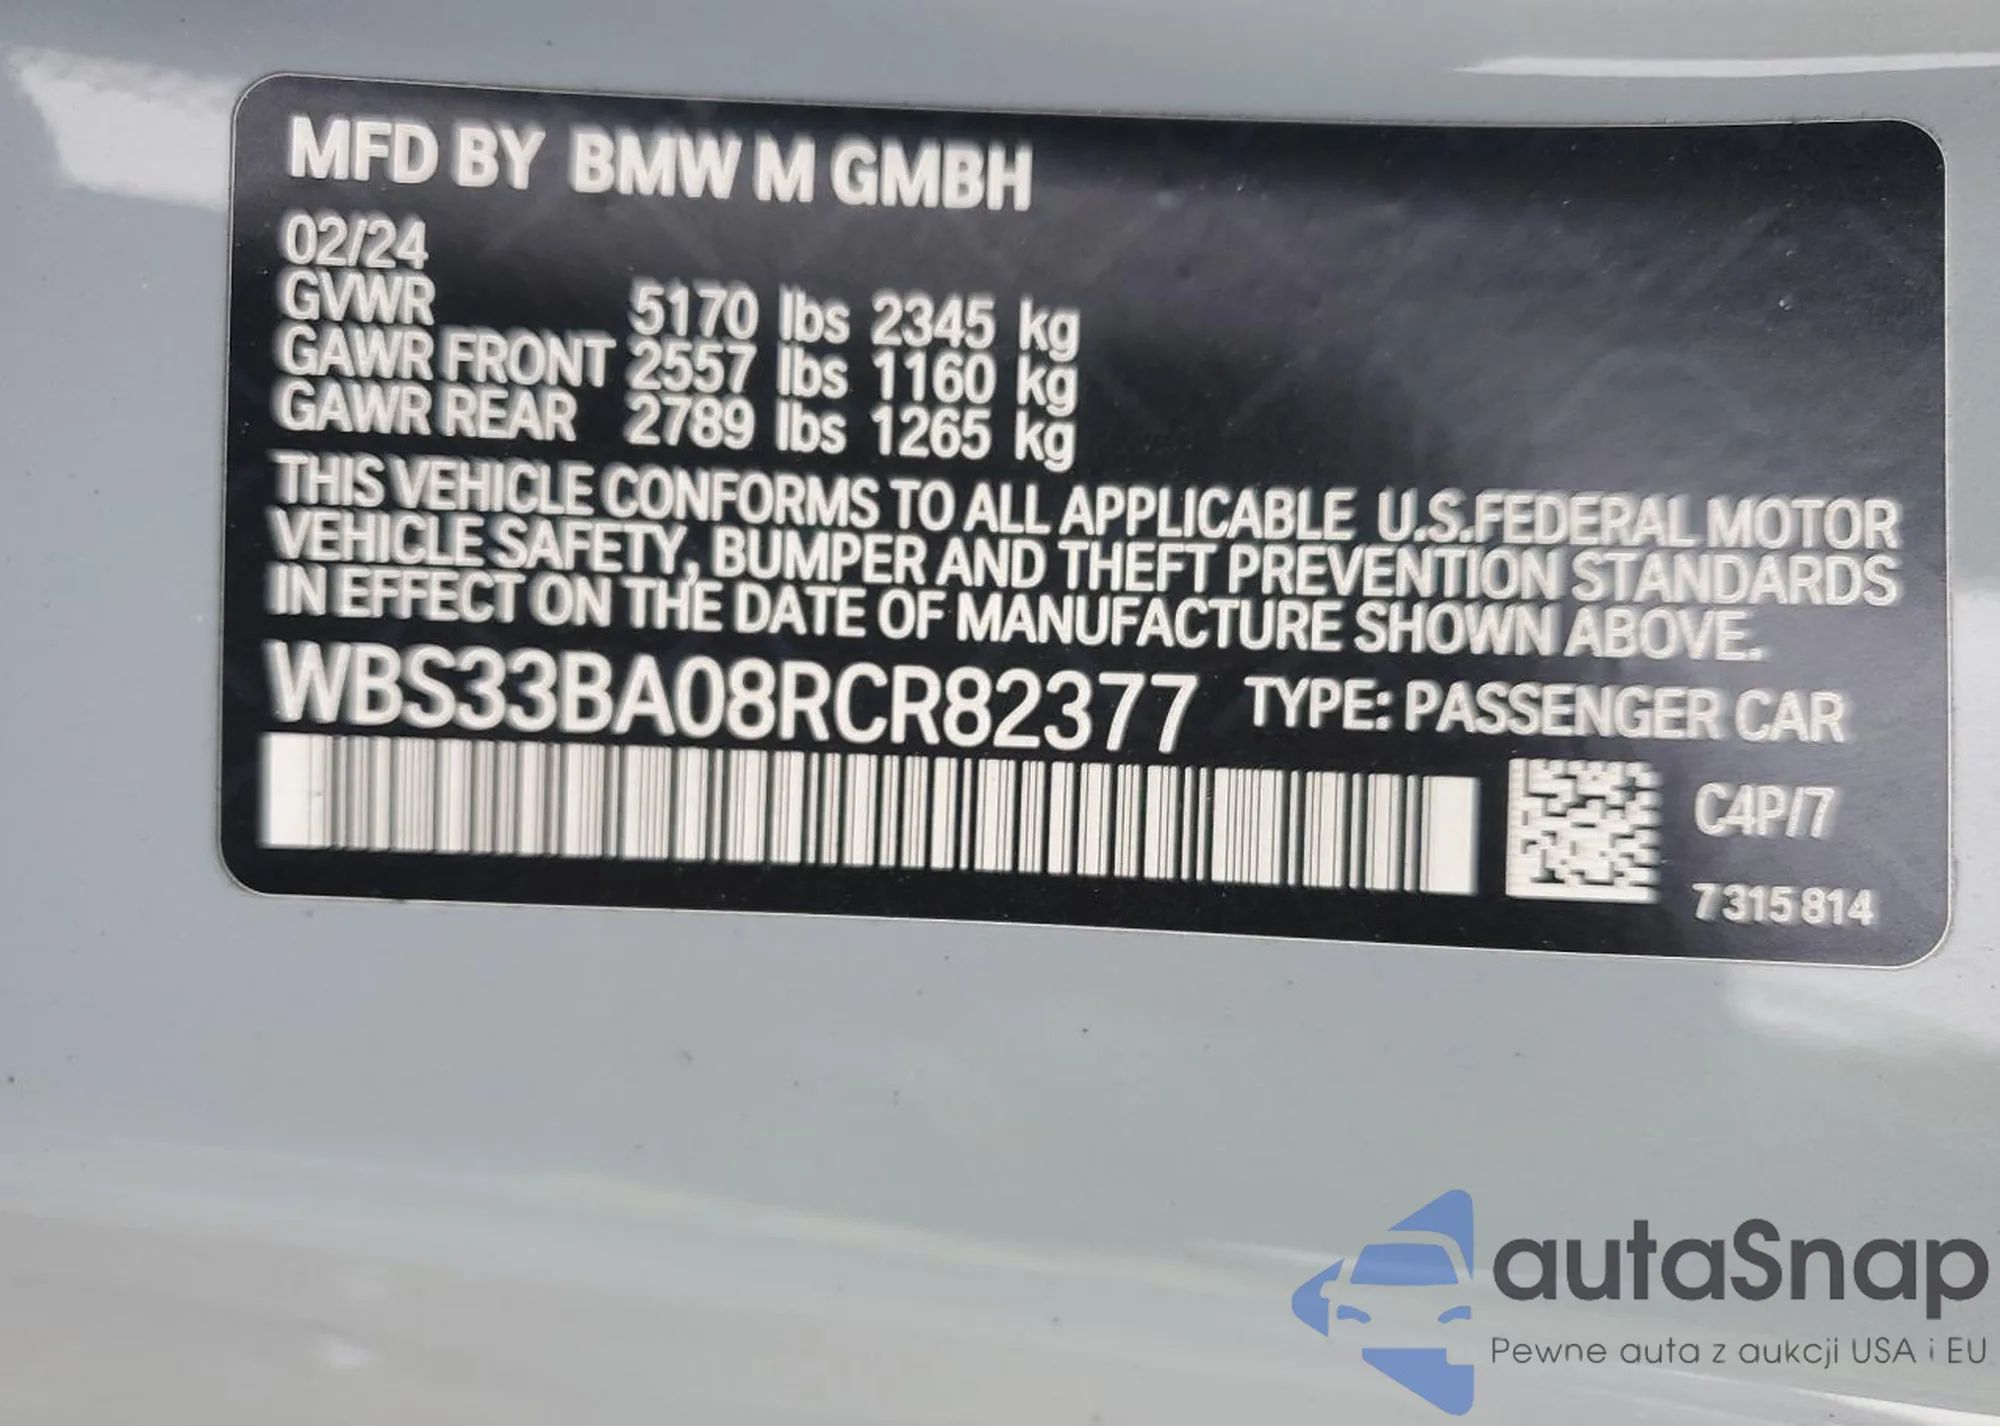 MFD BY BMW M GMBH
02/24
GVWR 5170 lbs 2345 kg
GAWR FRONT 2557 lbs 1160 kg
GAWR REAR 2789 lbs 1265 kg
THIS VEHICLE CONFORMS TO ALL APPLICABLE U.S.FEDERAL MOTOR
VEHICLE SAFETY, BUMPER AND THEFT PREVENTION STANDARDS
IN EFFECT ON THE DATE OF MANUFACTURE SHOWN ABOVE.
WBS33BA08RCR82377 TYPE: PASSENGER CAR
C4P/7
7315814
autaSnap
Pewne auta z aukcji USA i EU